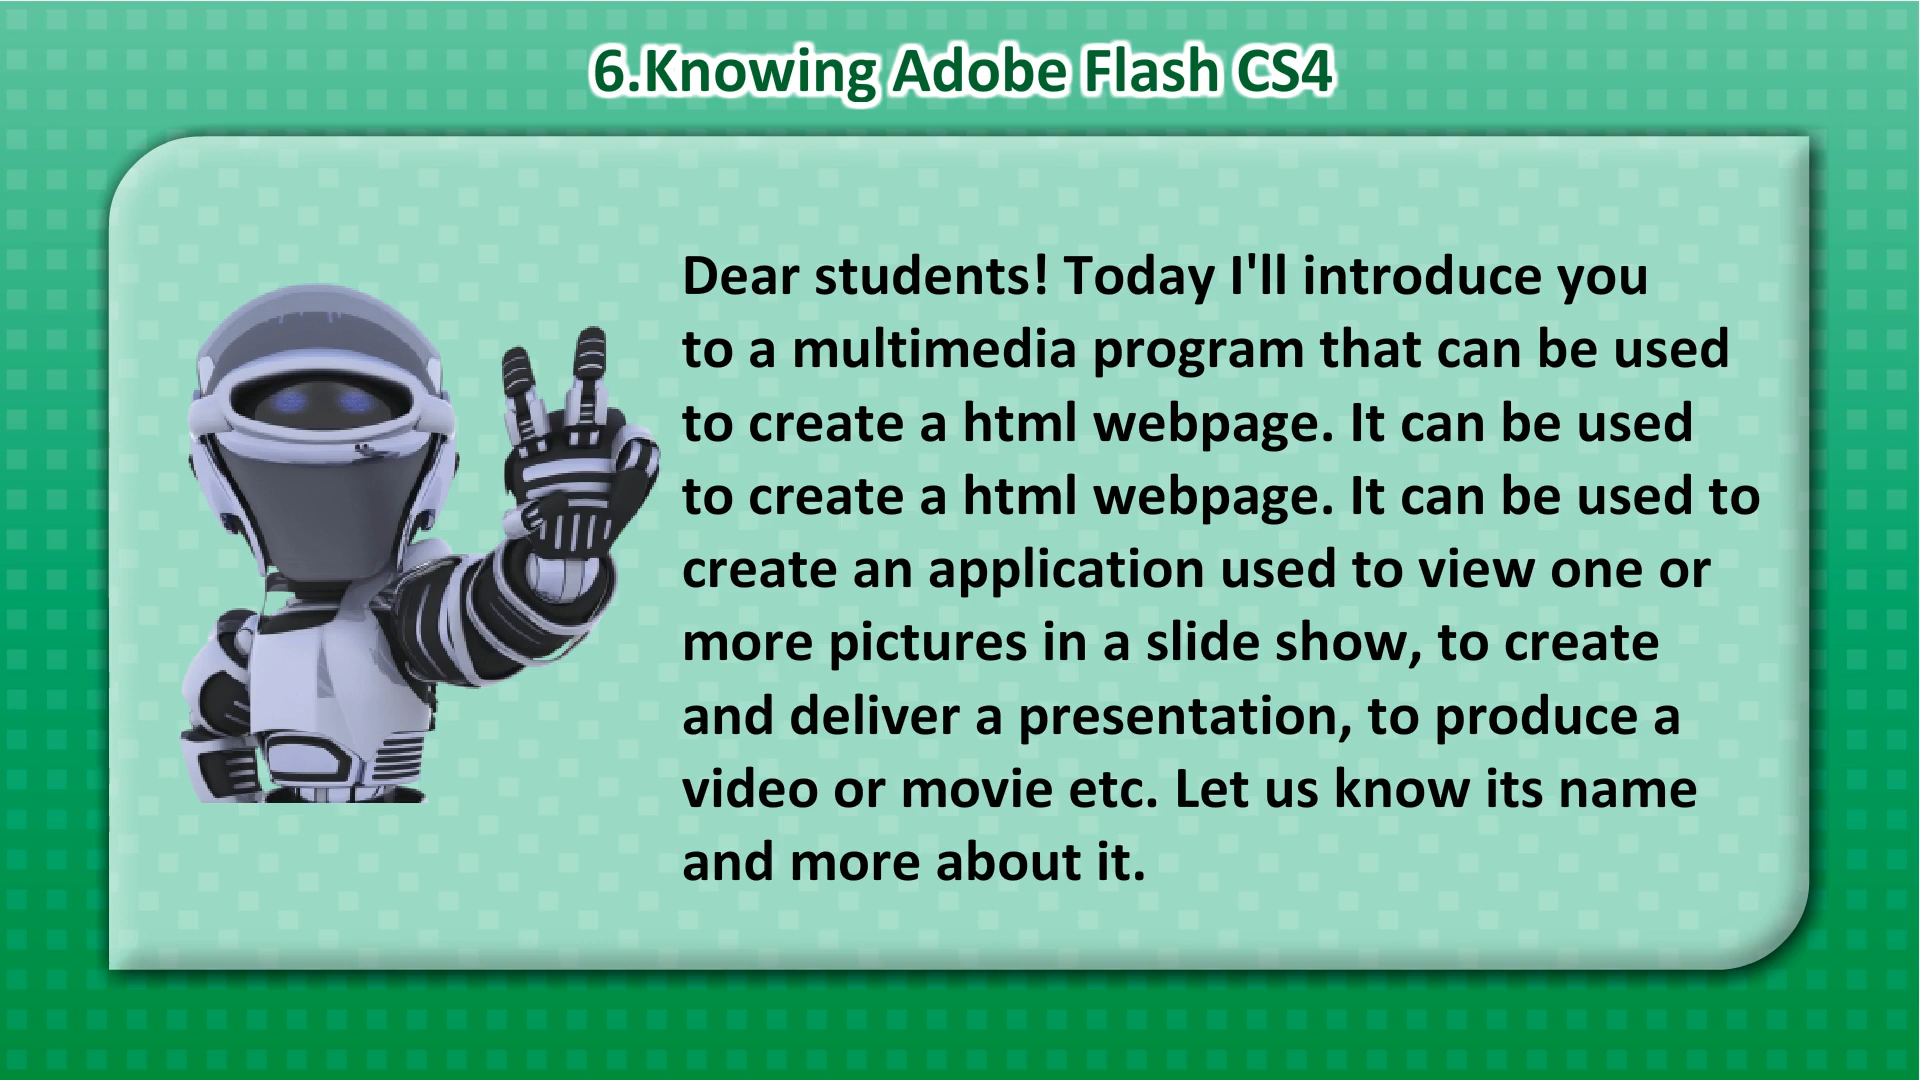 6.Knowing Adobe Flash CS4
Dear students! Today I'll introduce you
to a multimedia program that can be used
to create a html webpage. It can be used
to create a html webpage. It can be used to
create an application used to view one or
more pictures in a slide show, to create
and deliver a presentation, to produce a
video or movie etc. Let us know its name
and more about it.